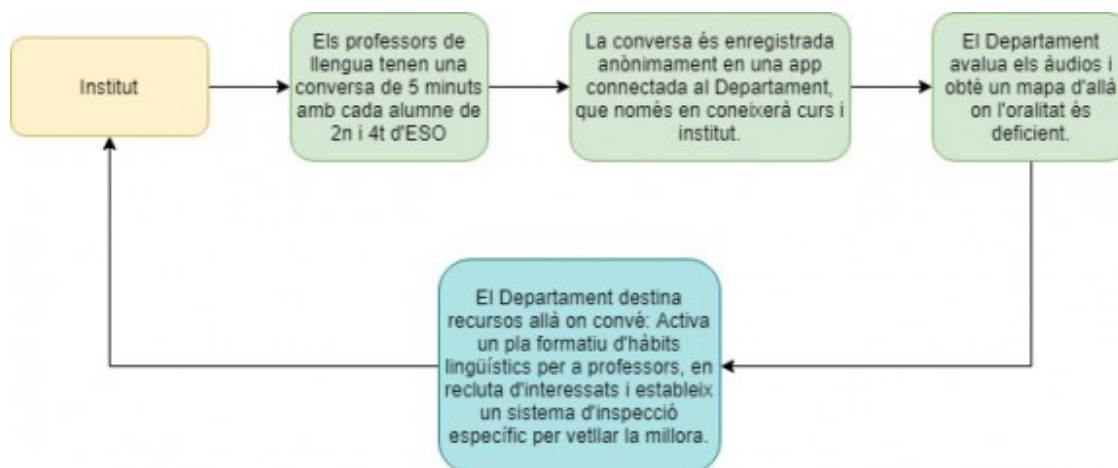 Institut
Els professors de
llengua tenen una
conversa de 5 minuts
amb cada alumne de
2n i 4t d'ESO
La conversa és enregistrada
anònimament en una app
connectada al Departament,
que només en coneixerà curs i
institut.
El Departament
avalua els àudios i
obté un mapa d'allà
on l'oralitat és
deficient.
El Departament destina
recursos allà on convé: Activa
un pla formatiu d'hàbits
lingüístics per a professors, en
recluta d'interessats i estableix
un sistema d'inspecció
específic per vetllar la millora.